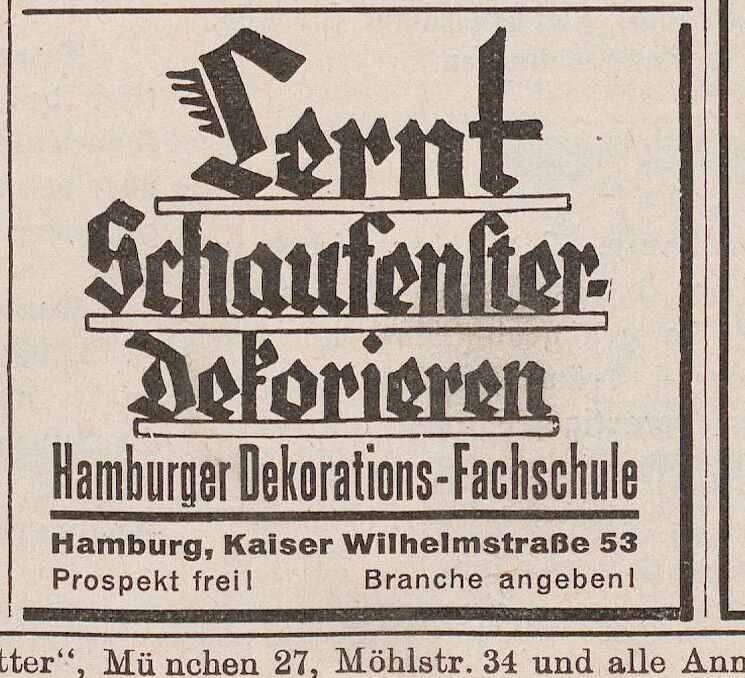 Lernt
Schaufenster-
Dekorieren
Hamburger Dekorations-Fachschule
Hamburg, Kaiser Wilhelmstraße 53
Prospekt frei! Branche angeben!
tter“, München 27, Möhlstr. 34 und alle Ann